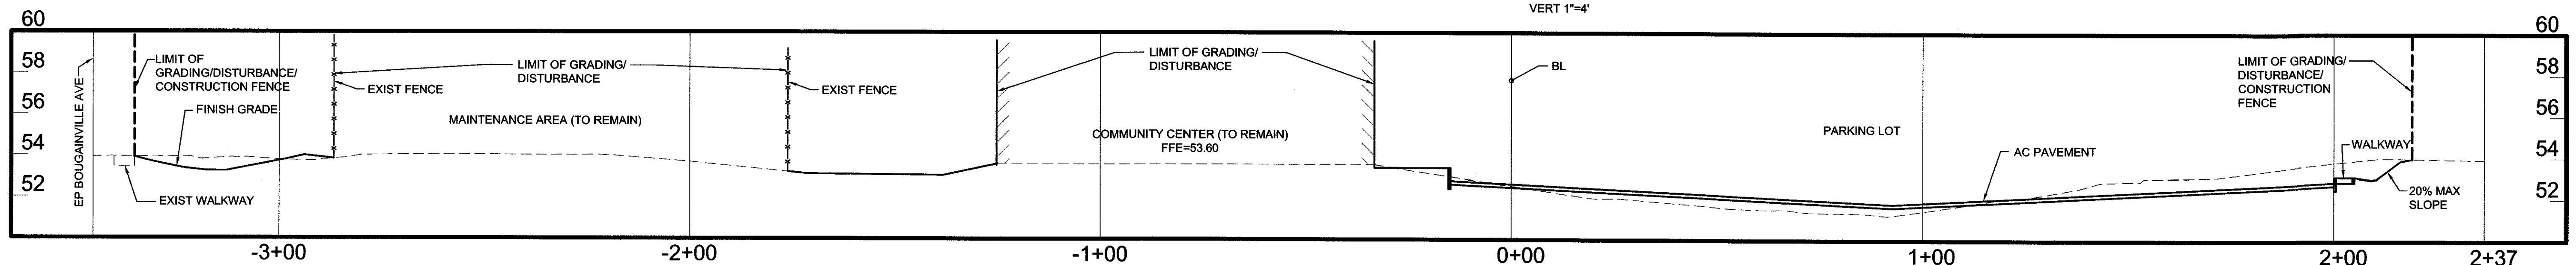 VERT 1"=4'
60
60
58
58
56
56
54
54
52
52
EP BOUGAINVILLE AVE
LIMIT OF
GRADING/DISTURBANCE/
CONSTRUCTION FENCE
FINISH GRADE
EXIST WALKWAY
EXIST FENCE
LIMIT OF GRADING/
DISTURBANCE
MAINTENANCE AREA (TO REMAIN)
EXIST FENCE
LIMIT OF GRADING/
DISTURBANCE
COMMUNITY CENTER (TO REMAIN)
FFE=53.60
BL
PARKING LOT
AC PAVEMENT
LIMIT OF GRADING/
DISTURBANCE/
CONSTRUCTION
FENCE
WALKWAY
20% MAX
SLOPE
-3+00
-2+00
-1+00
0+00
1+00
2+00
2+37